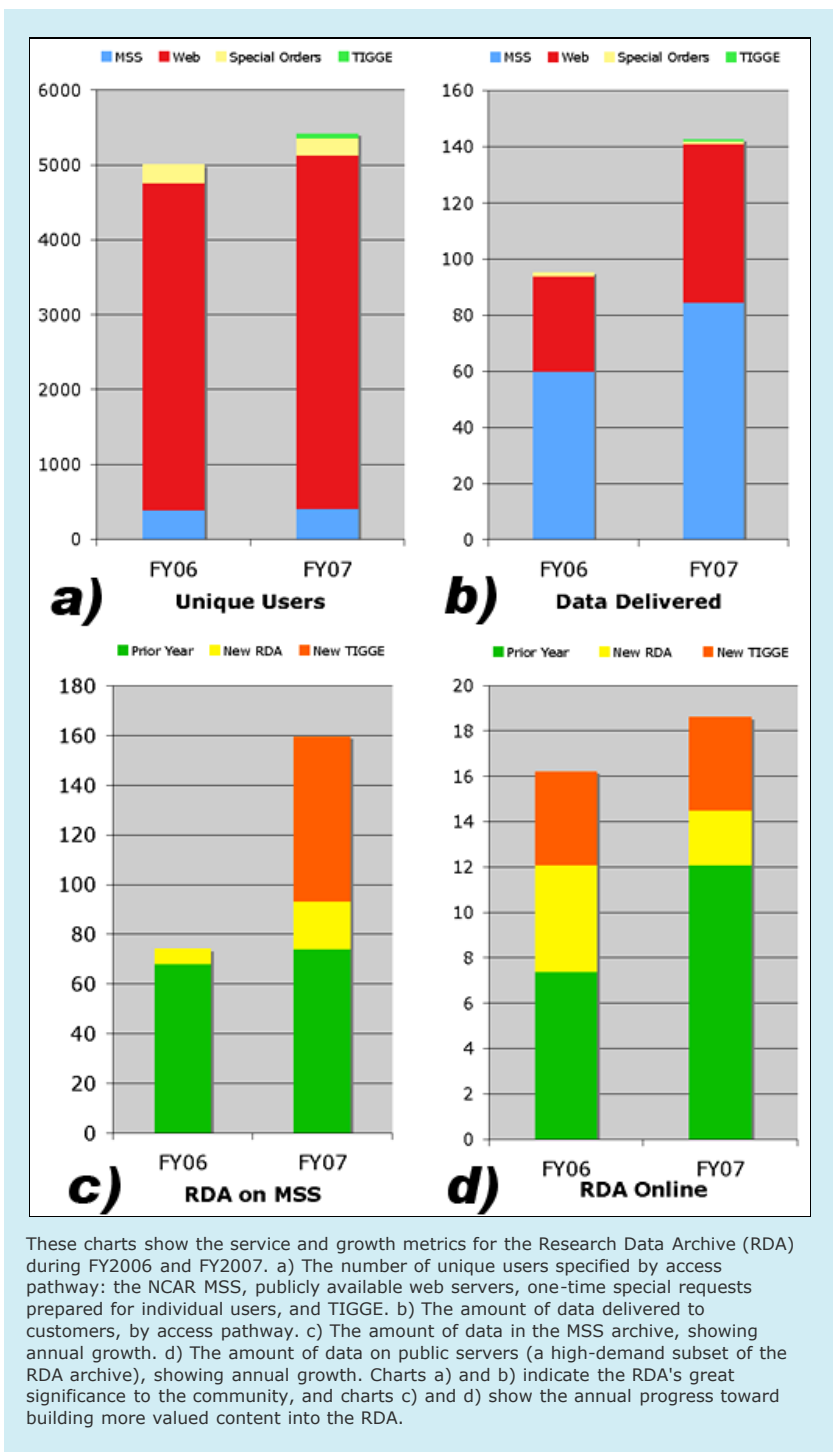 MSS Web Special Orders TIGGE
6000
5000
4000
3000
2000
1000
0
FY06 FY07
a) Unique Users
MSS Web Special Orders TIGGE
160
140
120
100
80
60
40
20
0
FY06 FY07
b) Data Delivered
Prior Year New RDA New TIGGE
180
160
140
120
100
80
60
40
20
0
FY06 FY07
c) RDA on MSS
Prior Year New RDA New TIGGE
20
18
16
14
12
10
8
6
4
2
0
FY06 FY07
d) RDA Online
These charts show the service and growth metrics for the Research Data Archive (RDA)
during FY2006 and FY2007. a) The number of unique users specified by access
pathway: the NCAR MSS, publicly available web servers, one-time special requests
prepared for individual users, and TIGGE. b) The amount of data delivered to
customers, by access pathway. c) The amount of data in the MSS archive, showing
annual growth. d) The amount of data on public servers (a high-demand subset of the
RDA archive), showing annual growth. Charts a) and b) indicate the RDA's great
significance to the community, and charts c) and d) show the annual progress toward
building more valued content into the RDA.